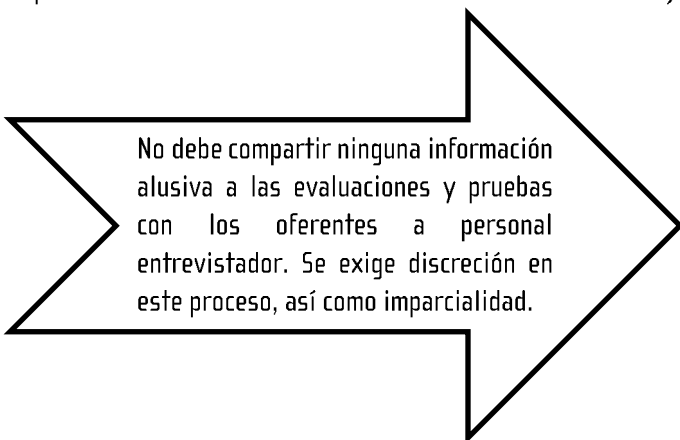 No debe compartir ninguna información
alusiva a las evaluaciones y pruebas
con los oferentes a personal
entrevistador. Se exige discreción en
este proceso, así como imparcialidad.